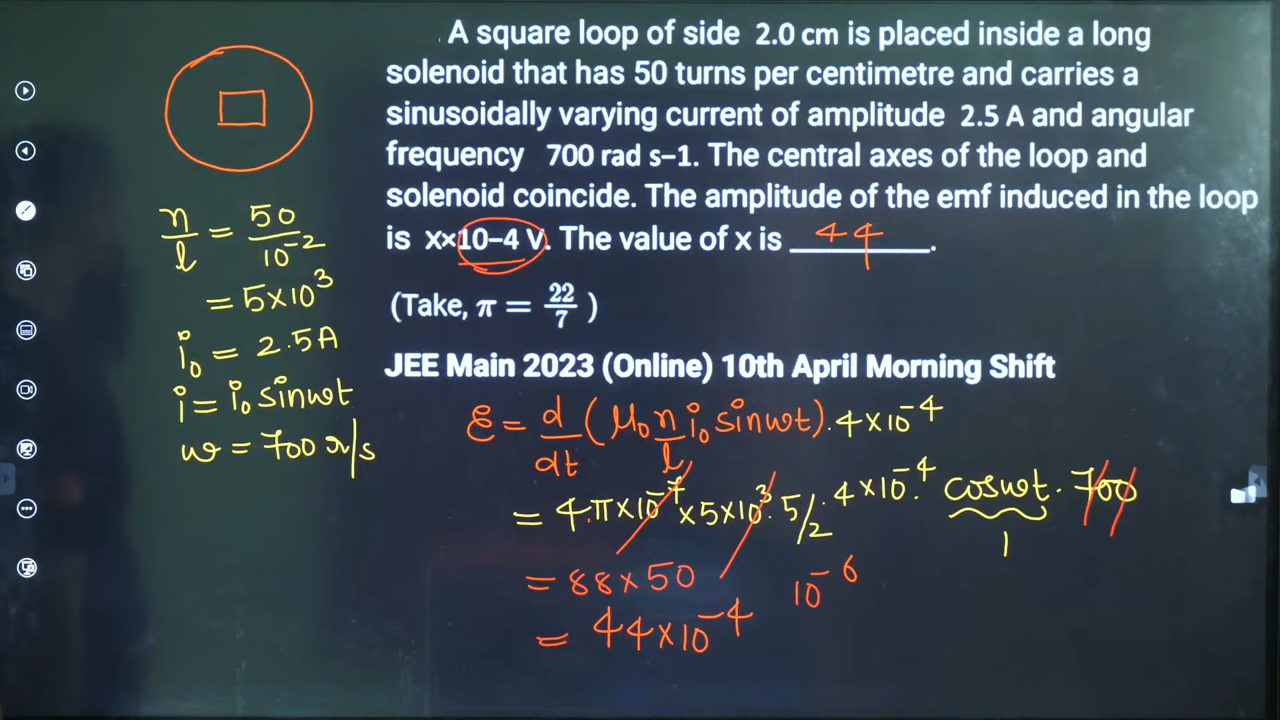 A square loop of side 2.0 cm is placed inside a long
solenoid that has 50 turns per centimetre and carries a
sinusoidally varying current of amplitude 2.5 A and angular
frequency 700 rad s−1. The central axes of the loop and
solenoid coincide. The amplitude of the emf induced in the loop
is x×10−4 V. The value of x is ___44___.
(Take, π = 22/7 )
JEE Main 2023 (Online) 10th April Morning Shift
n/l = 50/10⁻²
= 5×10³
i₀ = 2.5A
i = i₀ sinωt
ω = 700 r/s
ε = d/dt (μ₀ n/l i₀ sinωt). 4×10⁻⁴
= 4.π×10⁻⁷ ×5×10³. 5/2 .4×10⁻⁴ cosωt . 700
1
= 88×50 10⁻⁶
= 44×10⁻⁴